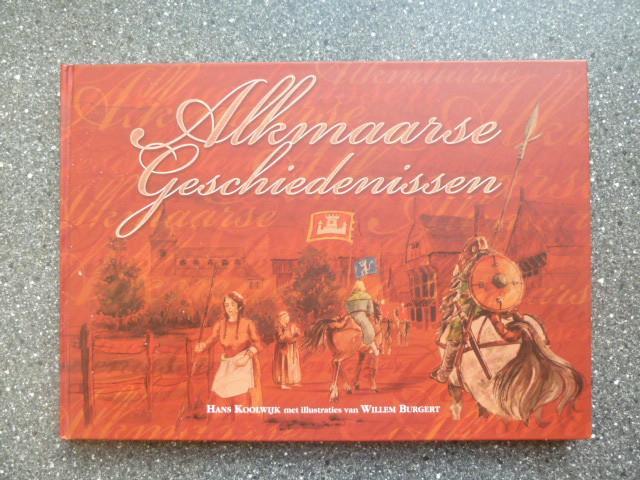 Alkmaarse
Geschiedenissen
HANS KOOLWIJK met illustraties van WILLEM BURGERT